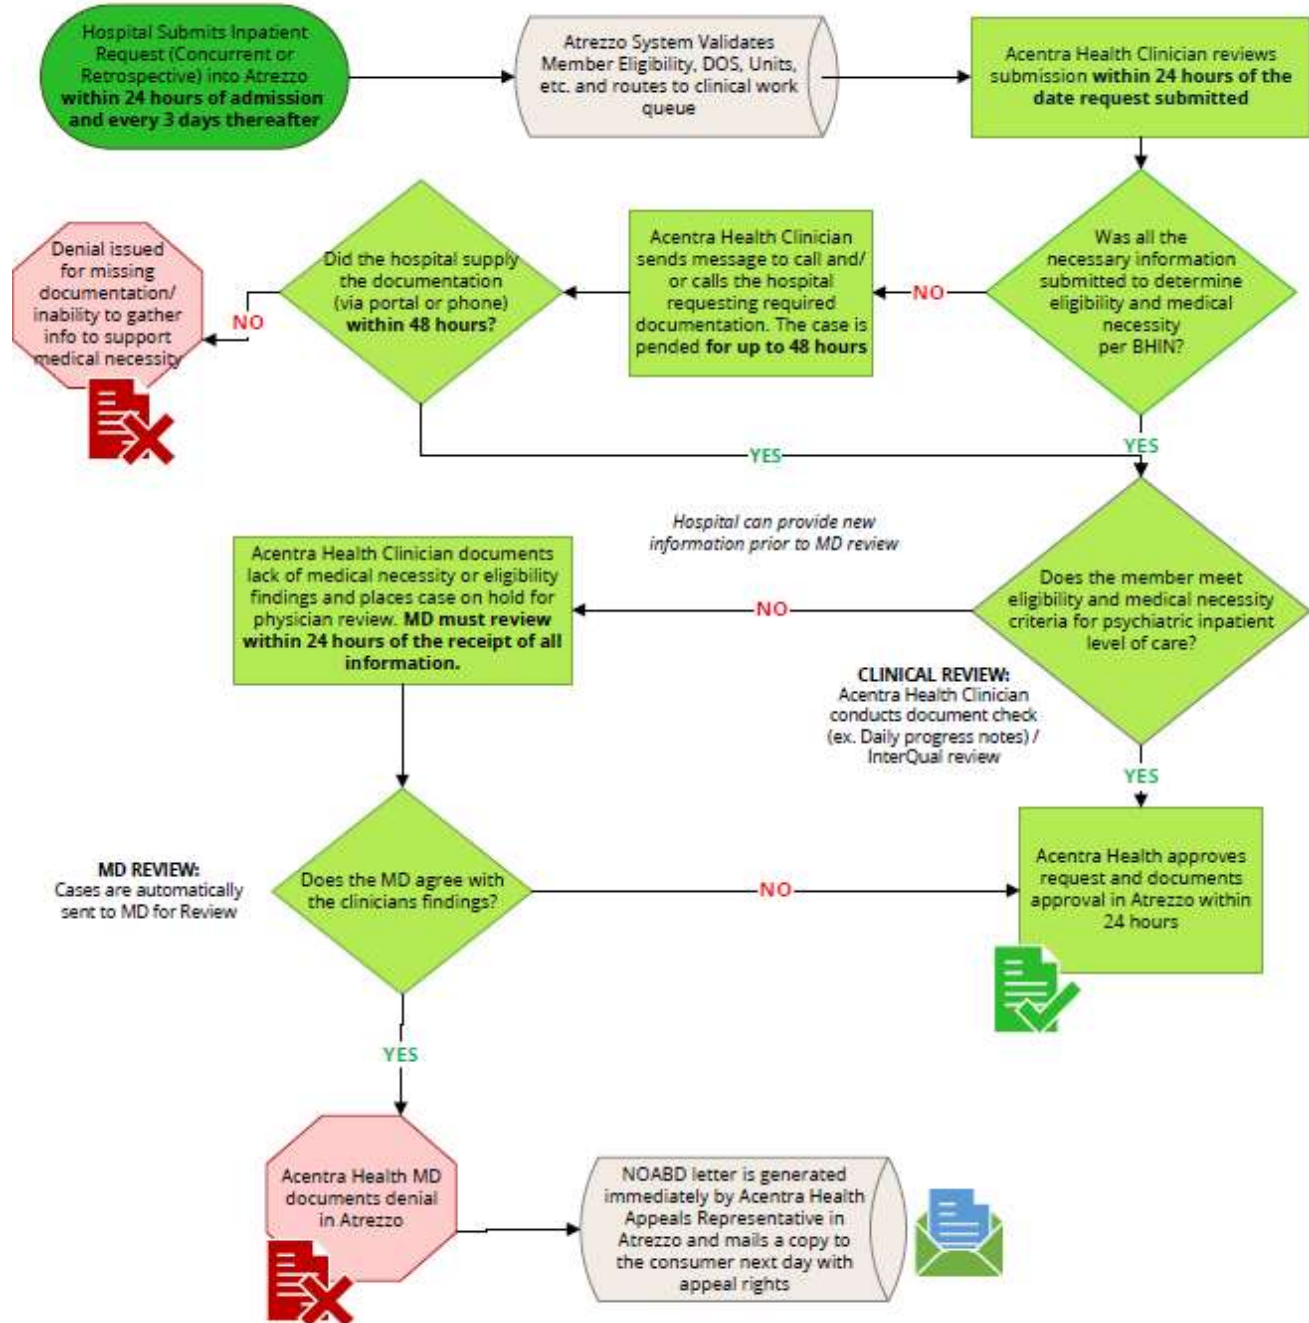 Hospital Submits Inpatient
Request (Concurrent or
Retrospective) into Atrezzo
within 24 hours of admission
and every 3 days thereafter
Atrezzo System Validates
Member Eligibility, DOS, Units,
etc. and routes to clinical work
queue
Acentra Health Clinician reviews
submission within 24 hours of the
date request submitted
Was all the
necessary information
submitted to determine
eligibility and medical
necessity
per BHIN?
NO
Acentra Health Clinician
sends message to call and/
or calls the hospital
requesting required
documentation. The case is
pended for up to 48 hours
Did the hospital supply
the documentation
(via portal or phone)
within 48 hours?
NO
Denial issued
for missing
documentation/
inability to gather
info to support
medical necessity
YES
YES
Hospital can provide new
information prior to MD review
Does the member meet
eligibility and medical necessity
criteria for psychiatric inpatient
level of care?
NO
Acentra Health Clinician documents
lack of medical necessity or eligibility
findings and places case on hold for
physician review. MD must review
within 24 hours of the receipt of all
information.
CLINICAL REVIEW:
Acentra Health Clinician
conducts document check
(ex. Daily progress notes) /
InterQual review
YES
Acentra Health approves
request and documents
approval in Atrezzo within
24 hours
MD REVIEW:
Cases are automatically
sent to MD for Review
Does the MD agree with
the clinicians findings?
NO
YES
Acentra Health MD
documents denial
in Atrezzo
NOABD letter is generated
immediately by Acentra Health
Appeals Representative in
Atrezzo and mails a copy to
the consumer next day with
appeal rights